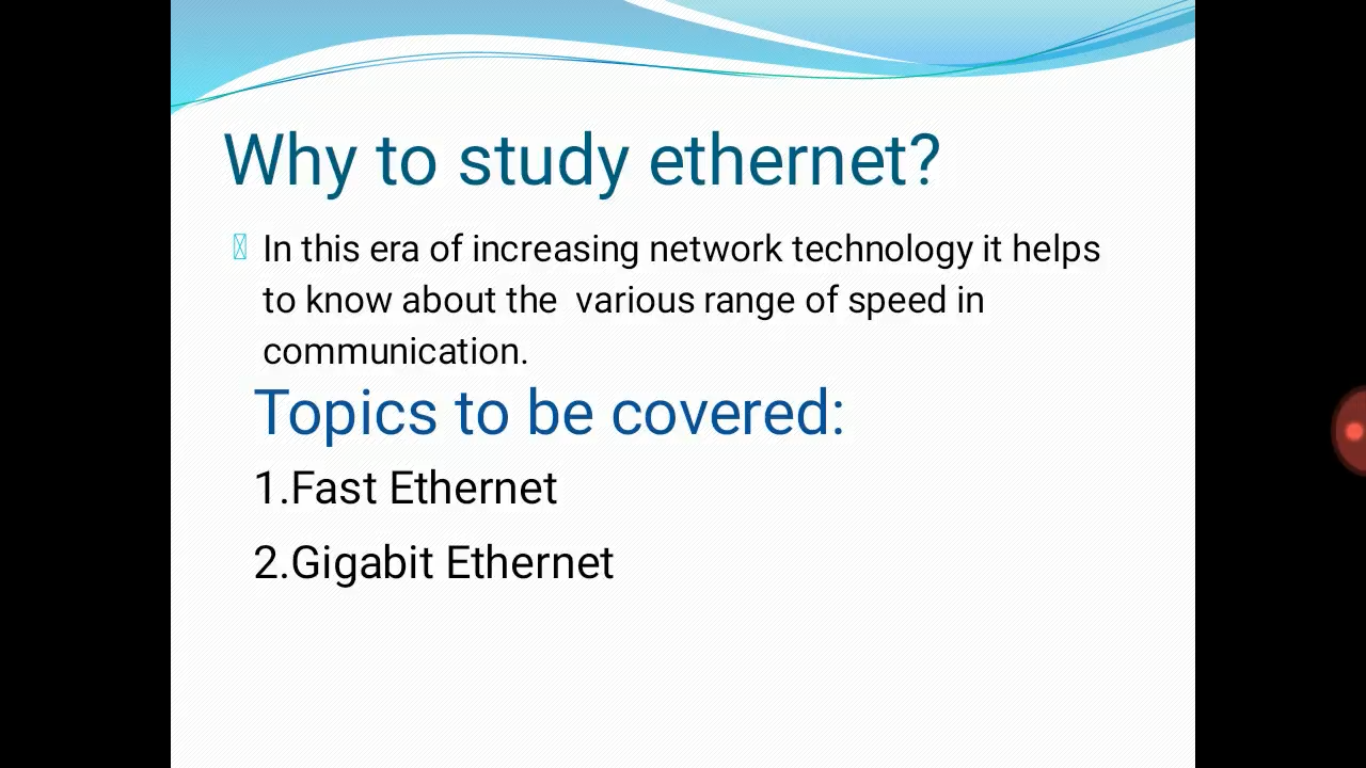 Why to study ethernet?
In this era of increasing network technology it helps
to know about the  various range of speed in
communication.
Topics to be covered:
1.Fast Ethernet
2.Gigabit Ethernet